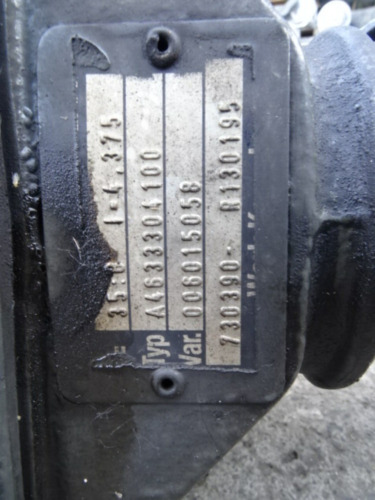 35:8 I=4,375
Typ A4633304100
Var. 006015058
730390- R130195